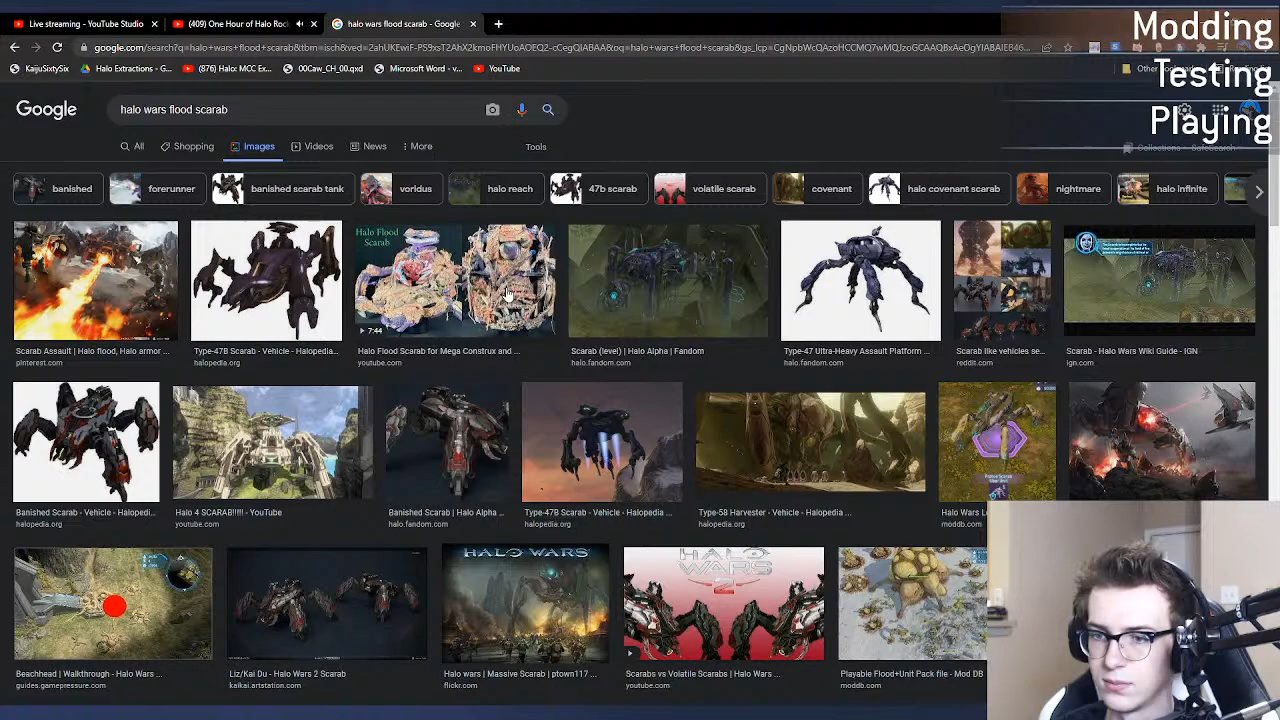 Live streaming - YouTube Studio
(409) One Hour of Halo Rock
halo wars flood scarab - Google
Modding
Testing
Playing
KaijuSixtySix
Halo Extractions - G...
(876) Halo: MCC Ex...
00Caw_CH_00.qxd
Microsoft Word - v...
YouTube
Google
halo wars flood scarab
All
Shopping
Images
Videos
News
More
Tools
Collections
SafeSearch
banished
forerunner
banished scarab tank
voridus
halo reach
47b scarab
volatile scarab
covenant
halo covenant scarab
nightmare
halo infinite
Halo Flood
Scarab
7:44
Scarab Assault | Halo flood, Halo armor ...
pinterest.com
Type-47B Scarab - Vehicle - Halopedia...
halopedia.org
Halo Flood Scarab for Mega Construx and ...
youtube.com
Scarab (level) | Halo Alpha | Fandom
halo.fandom.com
Type-47 Ultra-Heavy Assault Platform ...
halo.fandom.com
Scarab like vehicles se...
reddit.com
Scarab - Halo Wars Wiki Guide - IGN
ign.com
Banished Scarab - Vehicle - Halopedi...
halopedia.org
Halo 4 SCARAB!!!!! - YouTube
youtube.com
Banished Scarab | Halo Alpha ...
halo.fandom.com
Type-47B Scarab - Vehicle - Halopedia ...
halopedia.org
Type-58 Harvester - Vehicle - Halopedia ...
halopedia.org
Halo Wars L
moddb.com
HALO WARS
HALO
WARS
2
Beachhead | Walkthrough - Halo Wars ...
guides.gamepressure.com
Liz/Kai Du - Halo Wars 2 Scarab
kaikai.artstation.com
Halo wars | Massive Scarab | ptown117 ...
flickr.com
Scarabs vs Volatile Scarabs | Halo Wars ...
youtube.com
Playable Flood+Unit Pack file - Mod DB
moddb.com